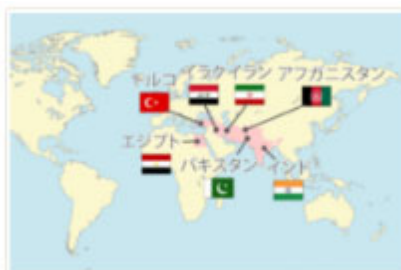 トルコ
イラク
イラン
アフガニスタン
エジプト
パキスタン
インド